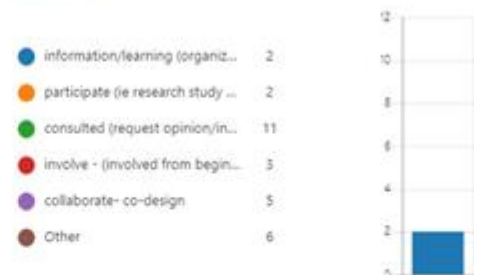 information/learning (organiz... 2
participate (ie research study ... 2
consulted (request opinion/in... 11
involve - (involved from begin... 3
collaborate- co-design 5
Other 6
12
10
8
6
4
2
0